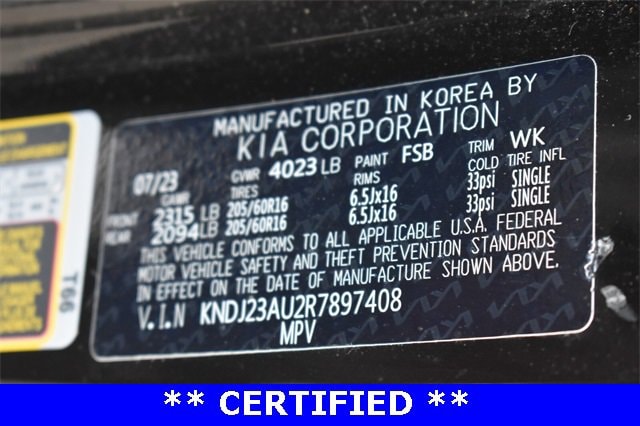 MANUFACTURED IN KOREA BY
KIA CORPORATION
07/23 GVWR 4023 LB PAINT FSB TRIM WK
GAWR TIRES RIMS COLD TIRE INFL
FRONT 2315 LB 205/60R16 6.5Jx16 33psi SINGLE
REAR 2094 LB 205/60R16 6.5Jx16 33psi SINGLE
THIS VEHICLE CONFORMS TO ALL APPLICABLE U.S.A. FEDERAL
MOTOR VEHICLE SAFETY AND THEFT PREVENTION STANDARDS
IN EFFECT ON THE DATE OF MANUFACTURE SHOWN ABOVE.
V.I.N KNDJ23AU2R7897408
MPV
T66
** CERTIFIED **